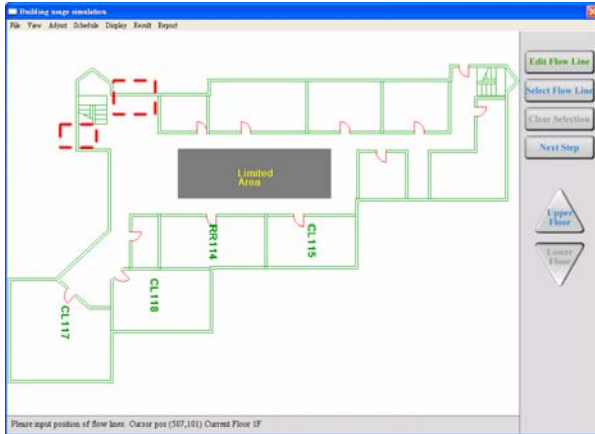 Building usage simulation
File View Adjust Schedule Display Result Report
Edit Flow Line
Select Flow Line
Clear Selection
Next Step
Upper
Floor
Lower
Floor
Limited
Area
RR114
CL115
CL118
CL117
Please input position of flow lines. Cursor pos (507,101) Current Floor 1F